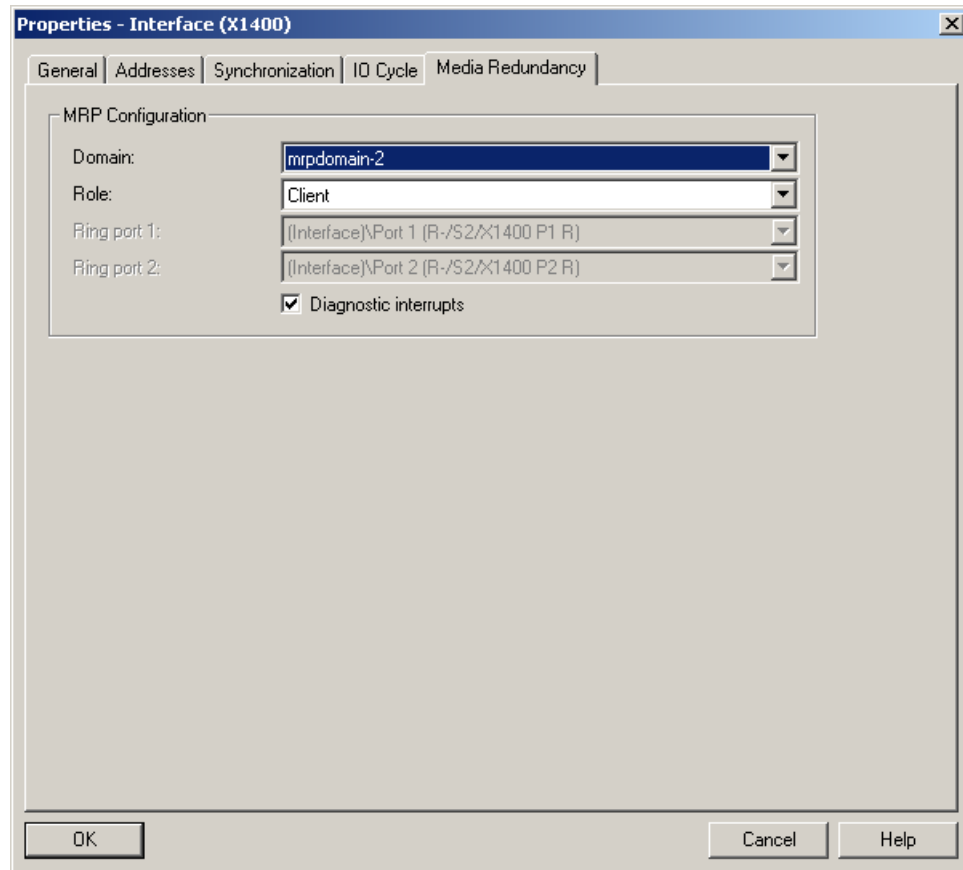 Properties - Interface (X1400)
General Addresses Synchronization IO Cycle Media Redundancy
MRP Configuration
Domain: mrpdomain-2
Role: Client
Ring port 1: (Interface)\Port 1 (R-/S2/X1400 P1 R)
Ring port 2: (Interface)\Port 2 (R-/S2/X1400 P2 R)
Diagnostic interrupts
OK Cancel Help